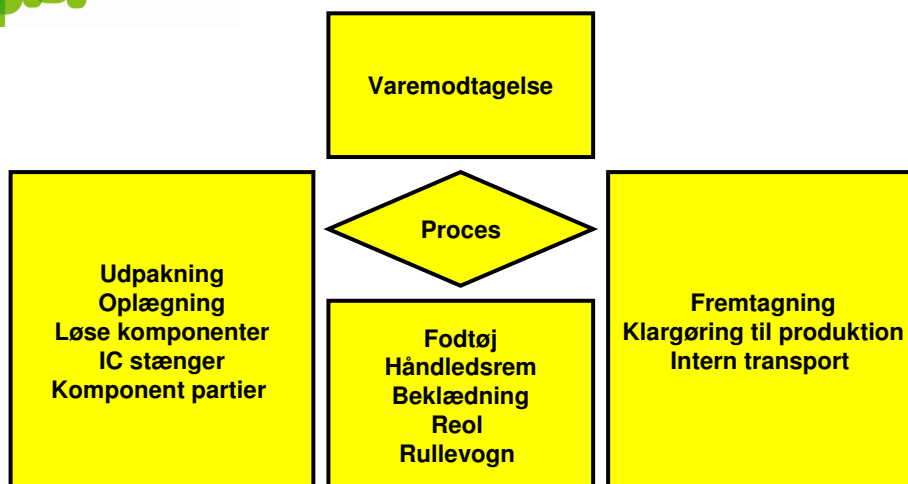 Varemodtagelse
Proces
Udpakning
Oplægning
Løse komponenter
IC stænger
Komponent partier
Fodtøj
Håndledsrem
Beklædning
Reol
Rullevogn
Fremtagning
Klargøring til produktion
Intern transport